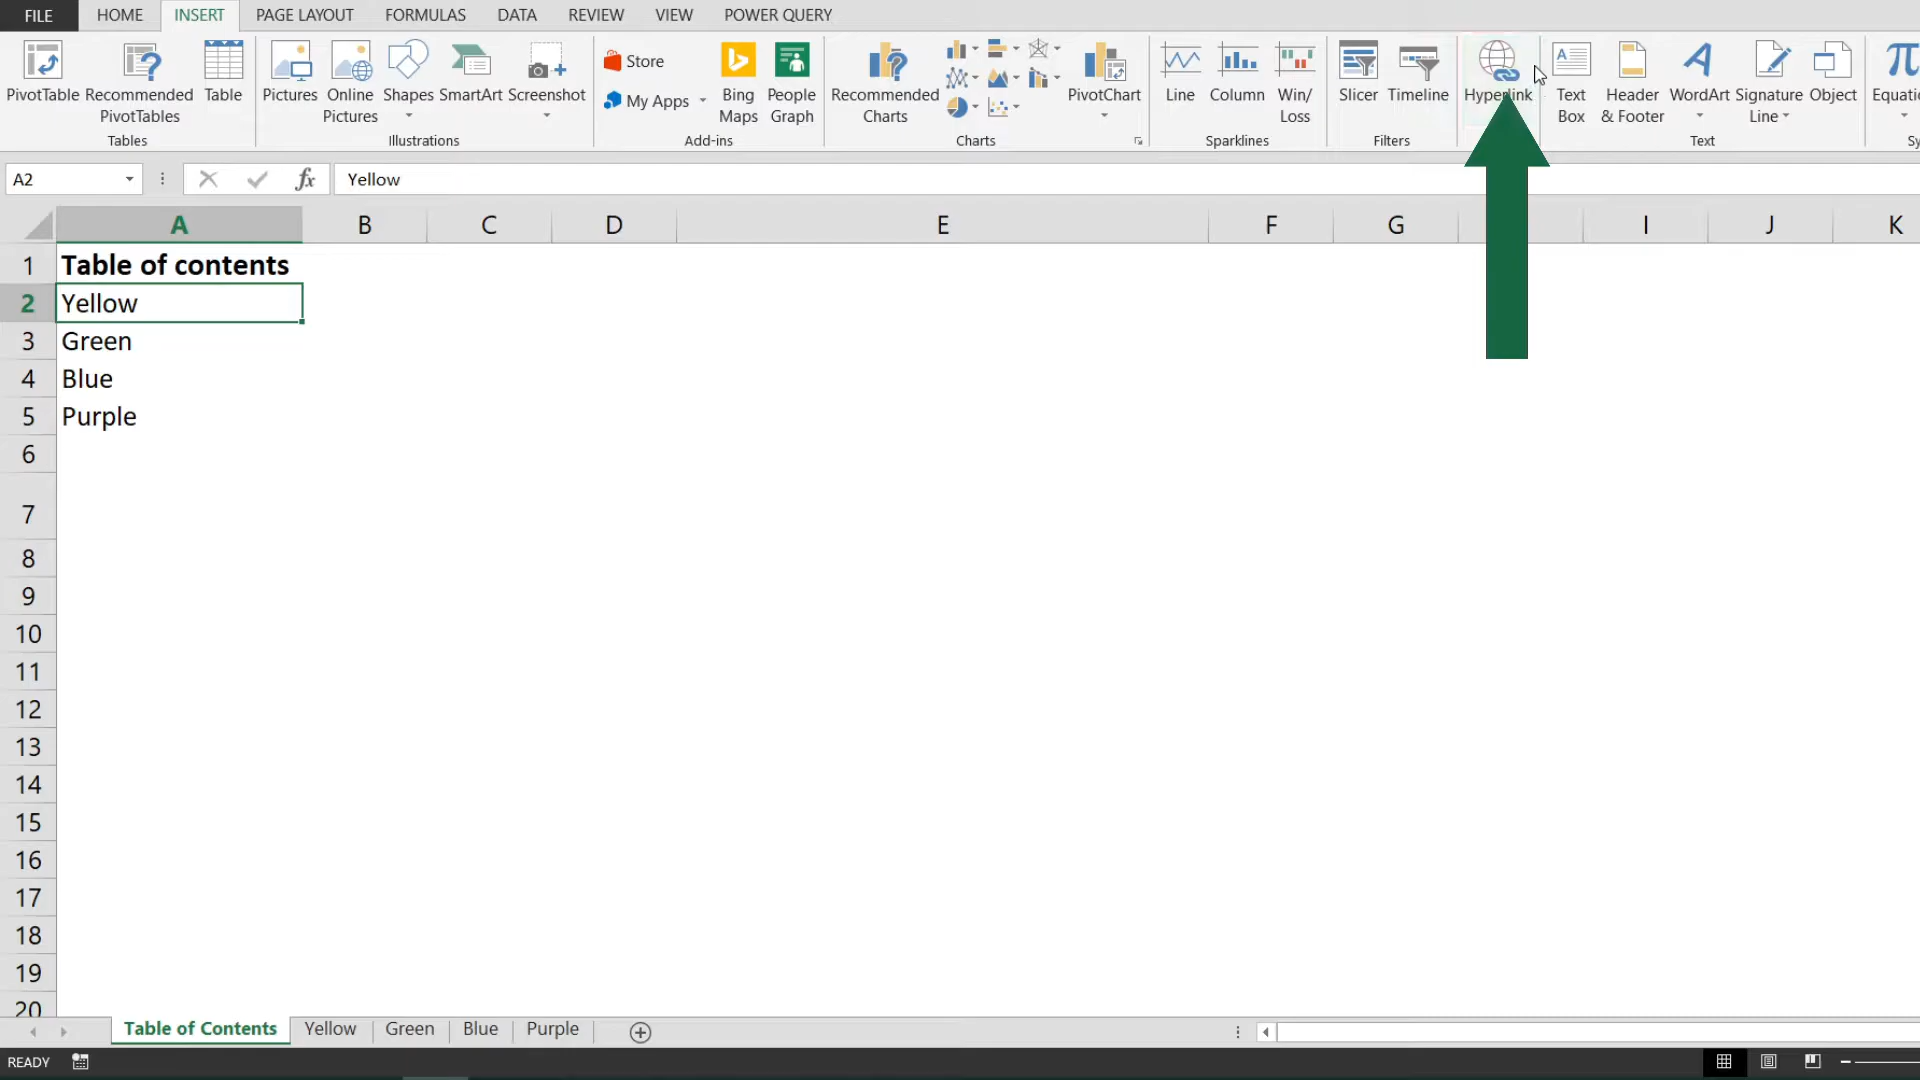 FILE HOME INSERT PAGE LAYOUT FORMULAS DATA REVIEW VIEW POWER QUERY
PivotTable Recommended PivotTables Table
Tables
Pictures Online Pictures Shapes SmartArt Screenshot
Illustrations
Store
My Apps
Bing Maps People Graph
Add-ins
Recommended Charts PivotChart
Charts
Line Column Win/ Loss
Sparklines
Slicer Timeline
Filters
Hyperlink
Text Box Header & Footer WordArt Signature Line Object
Text
A2 fx Yellow
A B C D E F G I J K
1 Table of contents
2 Yellow
3 Green
4 Blue
5 Purple
6
7
8
9
10
11
12
13
14
15
16
17
18
19
20
Table of Contents Yellow Green Blue Purple
READY